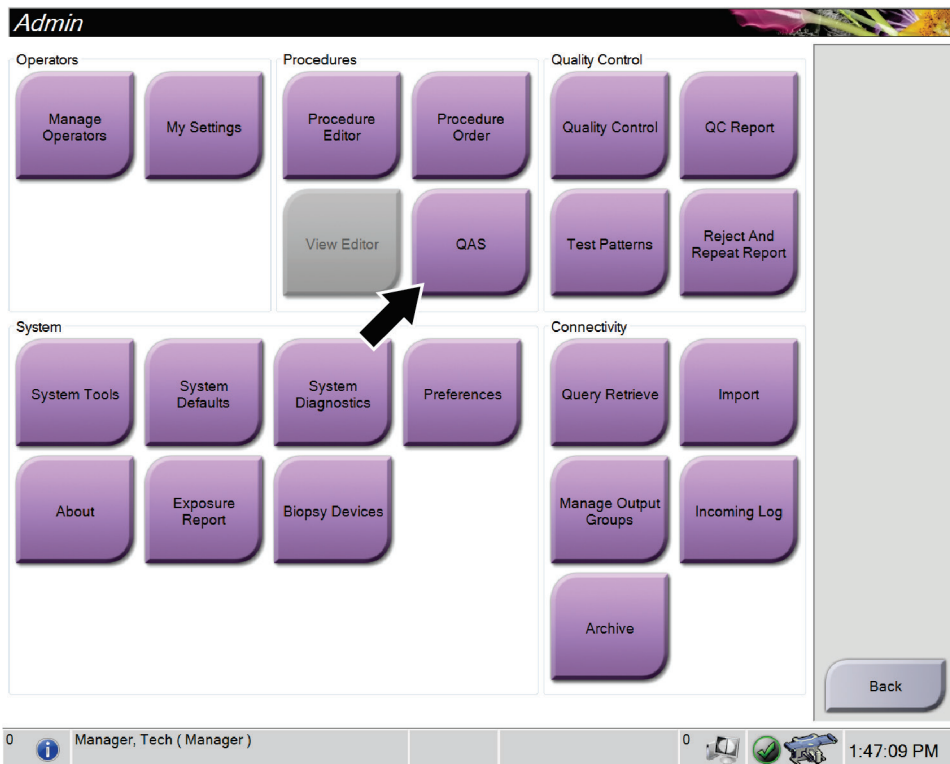 Admin
Operators
Manage
Operators
My Settings
Procedures
Procedure
Editor
Procedure
Order
View Editor
QAS
Quality Control
Quality Control
QC Report
Test Patterns
Reject And
Repeat Report
System
System Tools
System
Defaults
System
Diagnostics
Preferences
About
Exposure
Report
Biopsy Devices
Connectivity
Query Retrieve
Import
Manage Output
Groups
Incoming Log
Archive
Back
0
Manager, Tech ( Manager )
0
1:47:09 PM